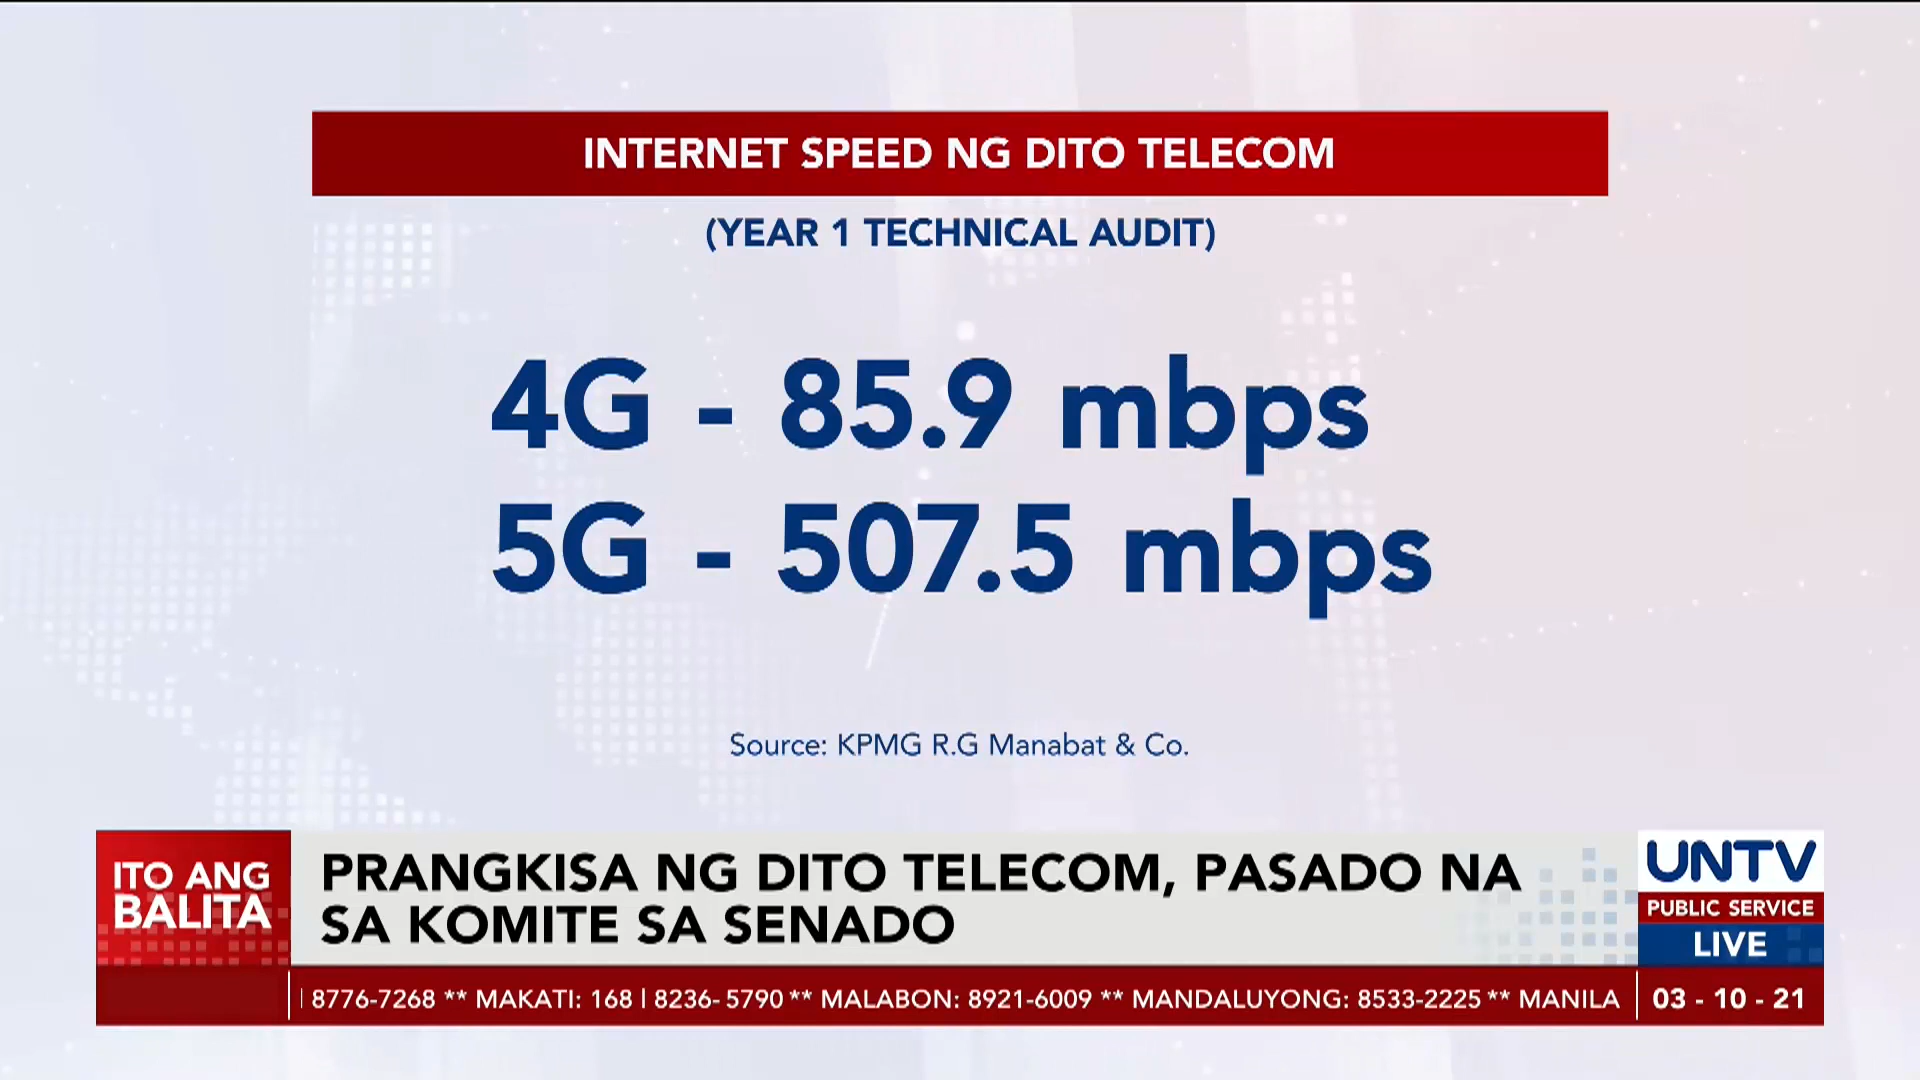 INTERNET SPEED NG DITO TELECOM
(YEAR 1 TECHNICAL AUDIT)
4G - 85.9 mbps
5G - 507.5 mbps
Source: KPMG R.G Manabat & Co.
ITO ANG
BALITA
PRANGKISA NG DITO TELECOM, PASADO NA
SA KOMITE SA SENADO
UNTV
PUBLIC SERVICE
LIVE
| 8776-7268 ** MAKATI: 168 | 8236- 5790 ** MALABON: 8921-6009 ** MANDALUYONG: 8533-2225 ** MANILA
03 - 10 - 21